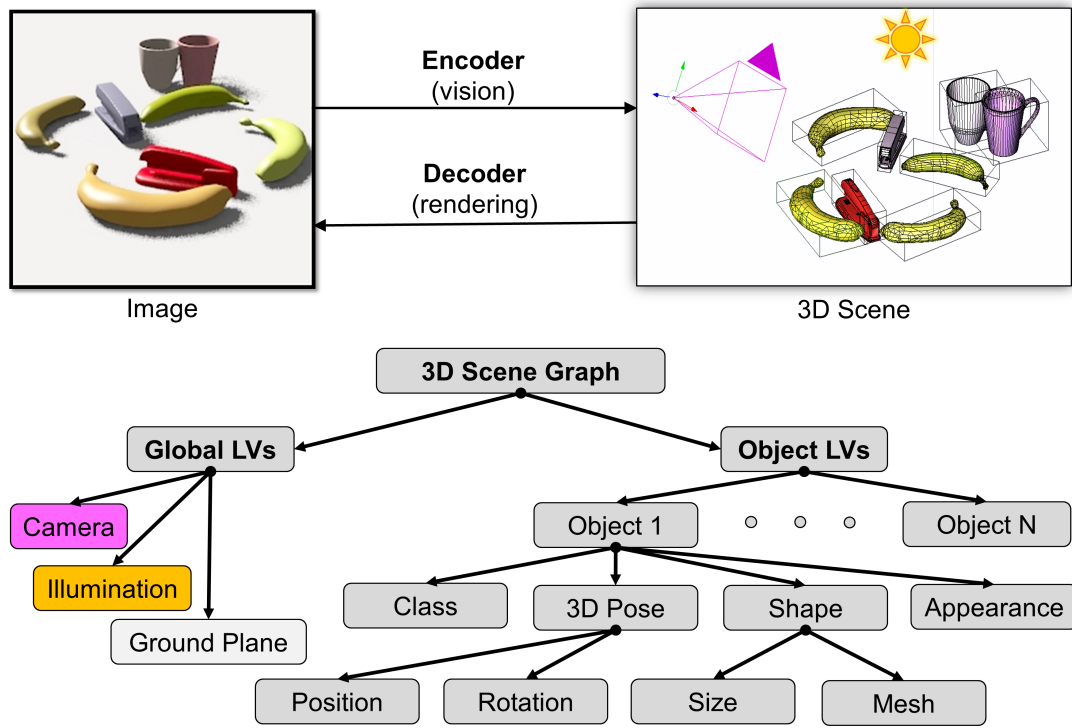 Encoder
(vision)
Decoder
(rendering)
Image
3D Scene
3D Scene Graph
Global LVs
Object LVs
Camera
Object 1
Object N
Illumination
Class
3D Pose
Shape
Appearance
Ground Plane
Position
Rotation
Size
Mesh